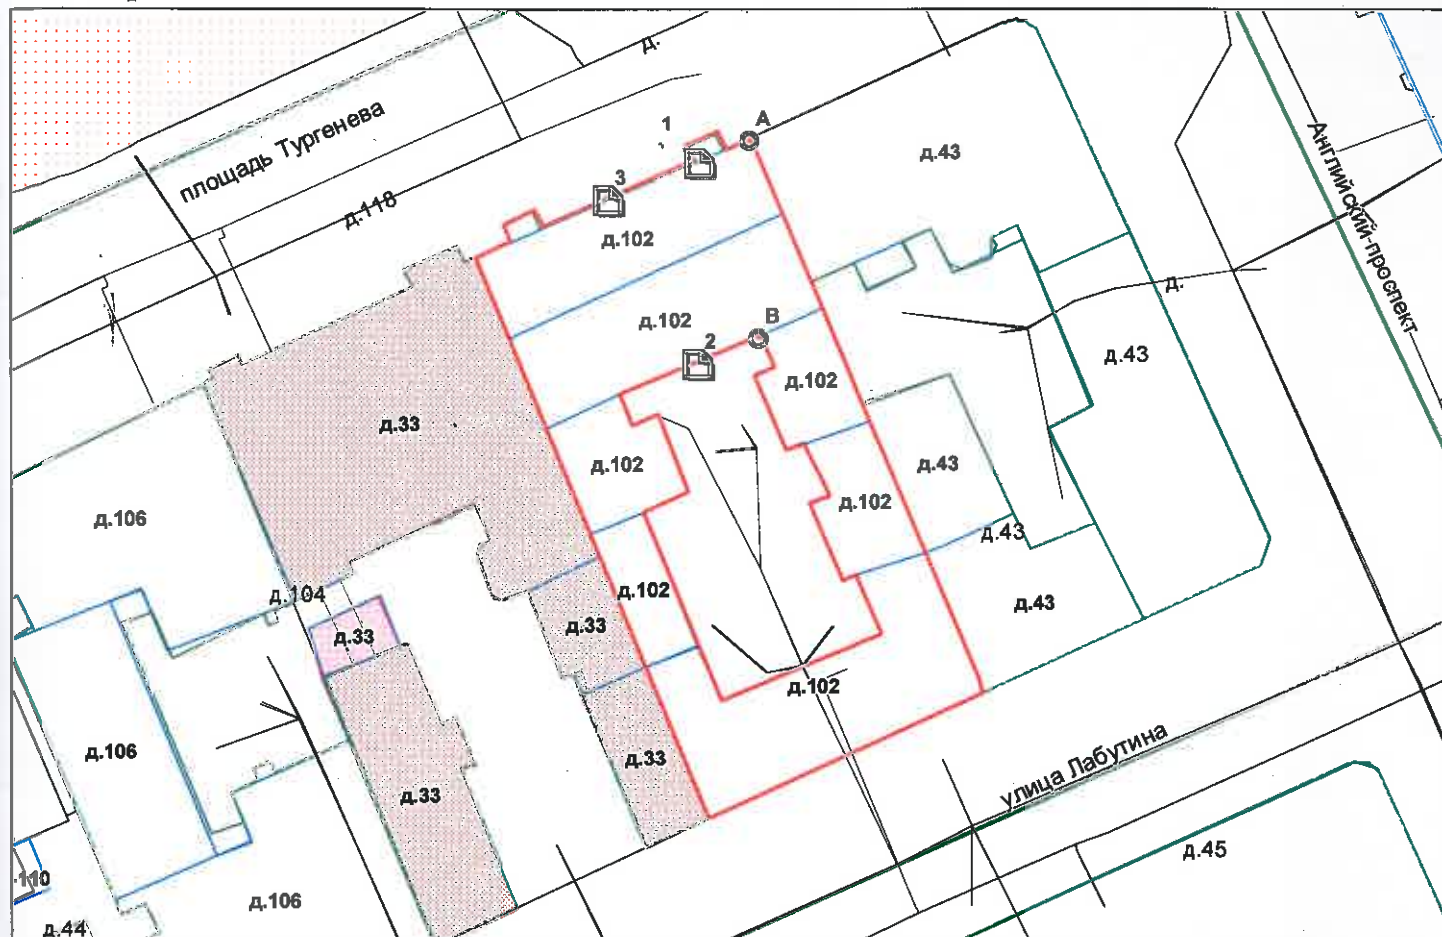 д.
площадь Тургенева
д.118
1
A
3
д.102
д.43
Английский проспект
д.
д.102
B
2
д.102
д.43
д.33
д.102
д.43
д.102
д.106
д.43
д.104
д.102
д.43
д.33
д.33
д.102
улица Лабутина
д.106
д.33
д.33
д.45
110
д.106
д.44